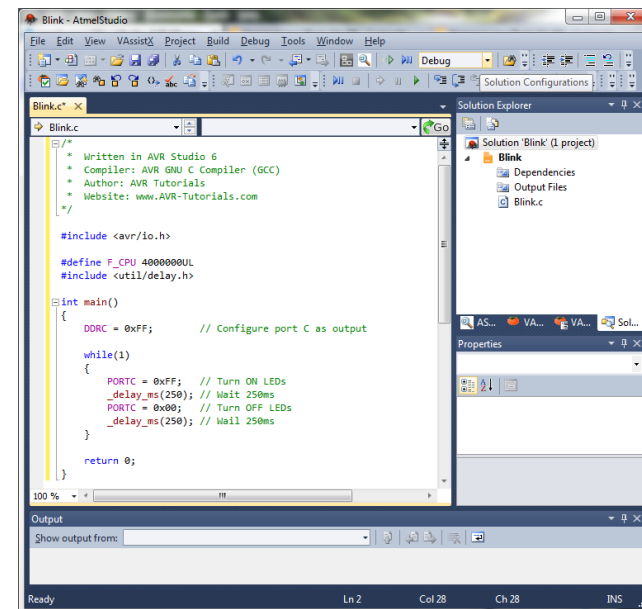 Blink - AtmelStudio
File Edit View VAssistX Project Build Debug Tools Window Help
Debug
Solution Configurations
Blink.c* ×
Blink.c
Go
/*
* Written in AVR Studio 6
* Compiler: AVR GNU C Compiler (GCC)
* Author: AVR Tutorials
* Website: www.AVR-Tutorials.com
*/
#include <avr/io.h>
#define F_CPU 4000000UL
#include <util/delay.h>
int main()
{
DDRC = 0xFF; // Configure port C as output
while(1)
{
PORTC = 0xFF; // Turn ON LEDs
_delay_ms(250); // Wait 250ms
PORTC = 0x00; // Turn OFF LEDs
_delay_ms(250); // Wail 250ms
}
return 0;
}
100 %
Solution Explorer
Solution 'Blink' (1 project)
Blink
Dependencies
Output Files
Blink.c
AS... VA... VA... Sol...
Properties
Output
Show output from:
Ready Ln 2 Col 28 Ch 28 INS